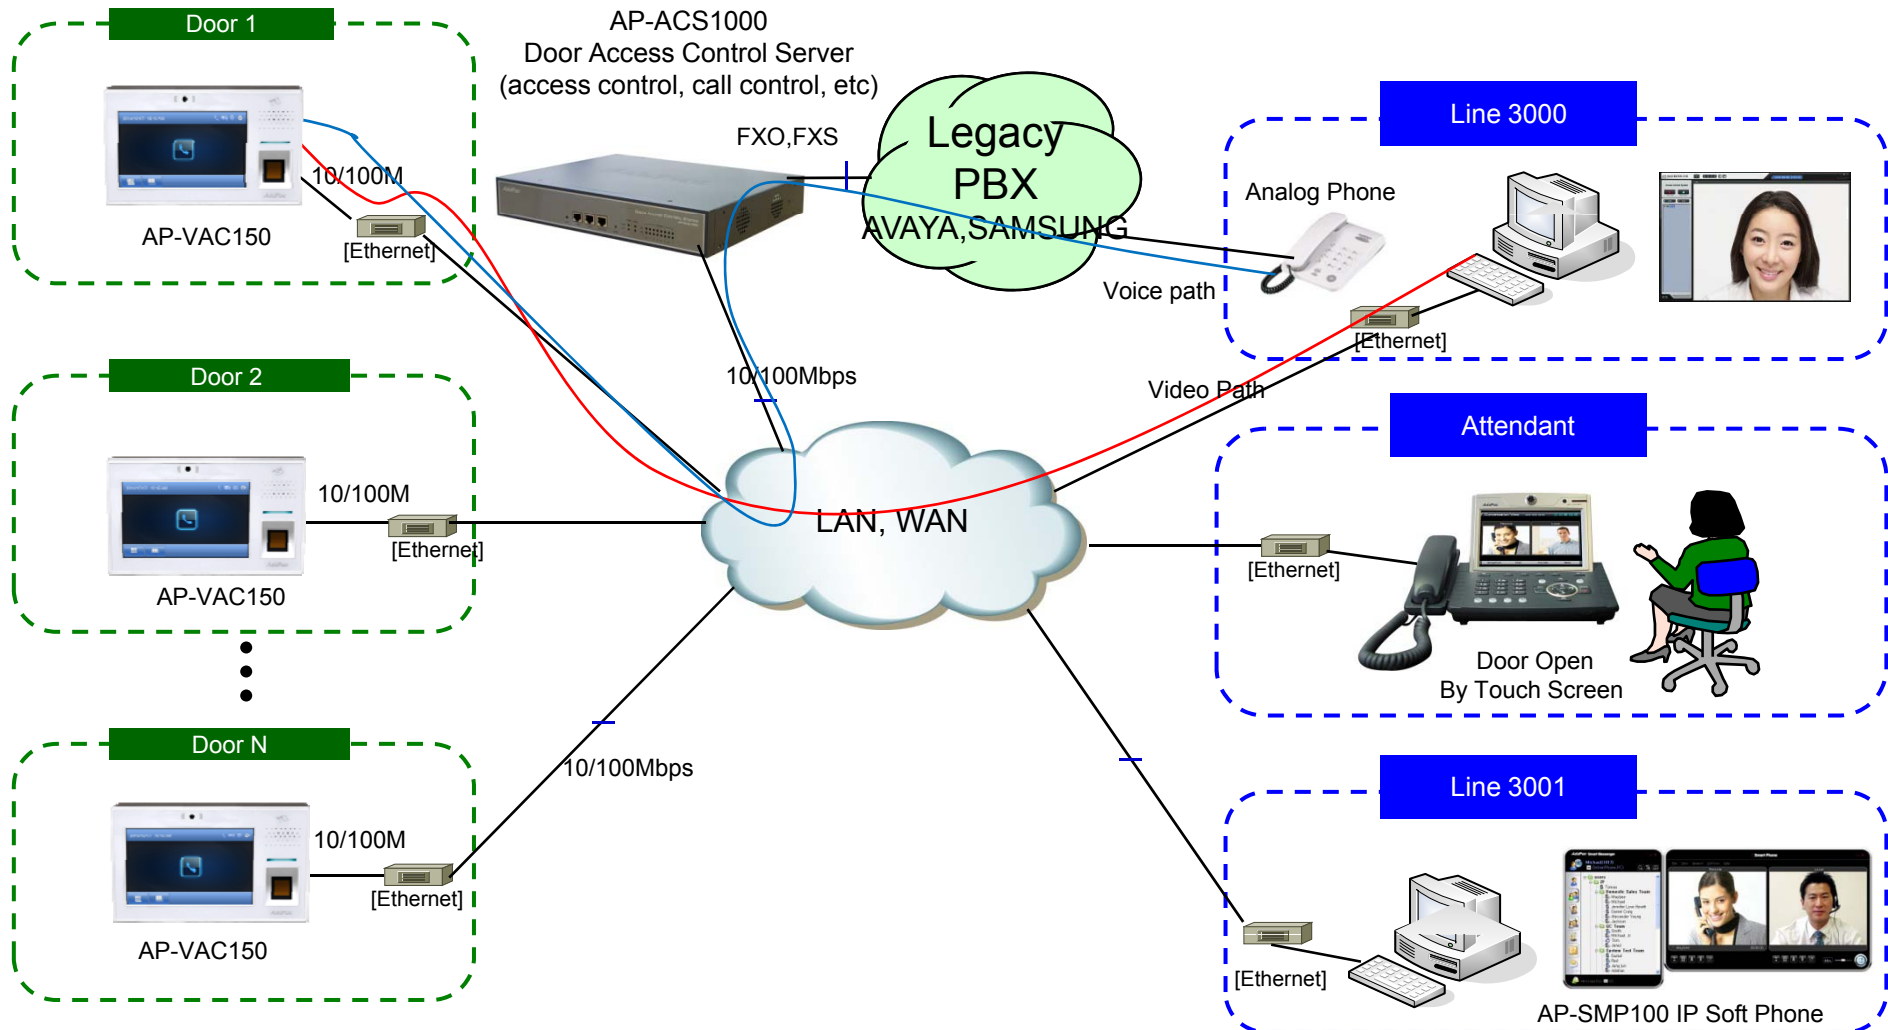 Door 1
AP-ACS1000
Door Access Control Server
(access control, call control, etc)
FXO,FXS
Legacy
PBX
AVAYA,SAMSUNG
Line 3000
Analog Phone
10/100M
AP-VAC150
[Ethernet]
Voice path
[Ethernet]
10/100Mbps
Video Path
Door 2
Attendant
10/100M
[Ethernet]
AP-VAC150
LAN, WAN
[Ethernet]
Door Open
By Touch Screen
Door N
10/100Mbps
Line 3001
10/100M
[Ethernet]
AP-VAC150
[Ethernet]
AP-SMP100 IP Soft Phone